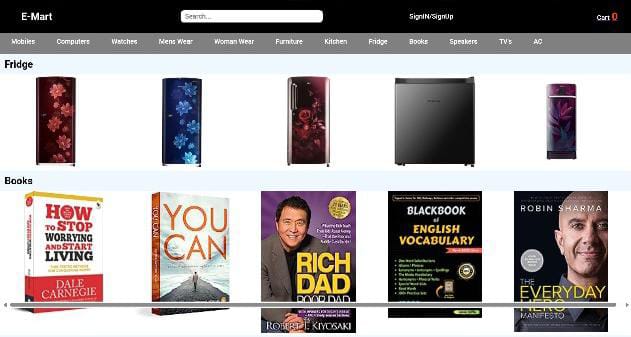 E-Mart
Search...
SignIN/SignUp
Cart 0
Mobiles Computers Watches Mens Wear Woman Wear Furniture Kitchen Fridge Books Speakers TV's AC
Fridge
Books
HOW
TO STOP
WORRYING
AND START
LIVING
DALE
CARNEGIE
YOU
CAN
RICH
DAD
POOR DAD
ROBERT T. KIYOSAKI
BLACKBOOK
of
ENGLISH
VOCABULARY
ROBIN SHARMA
THE
EVERYDAY
HERO
MANIFESTO